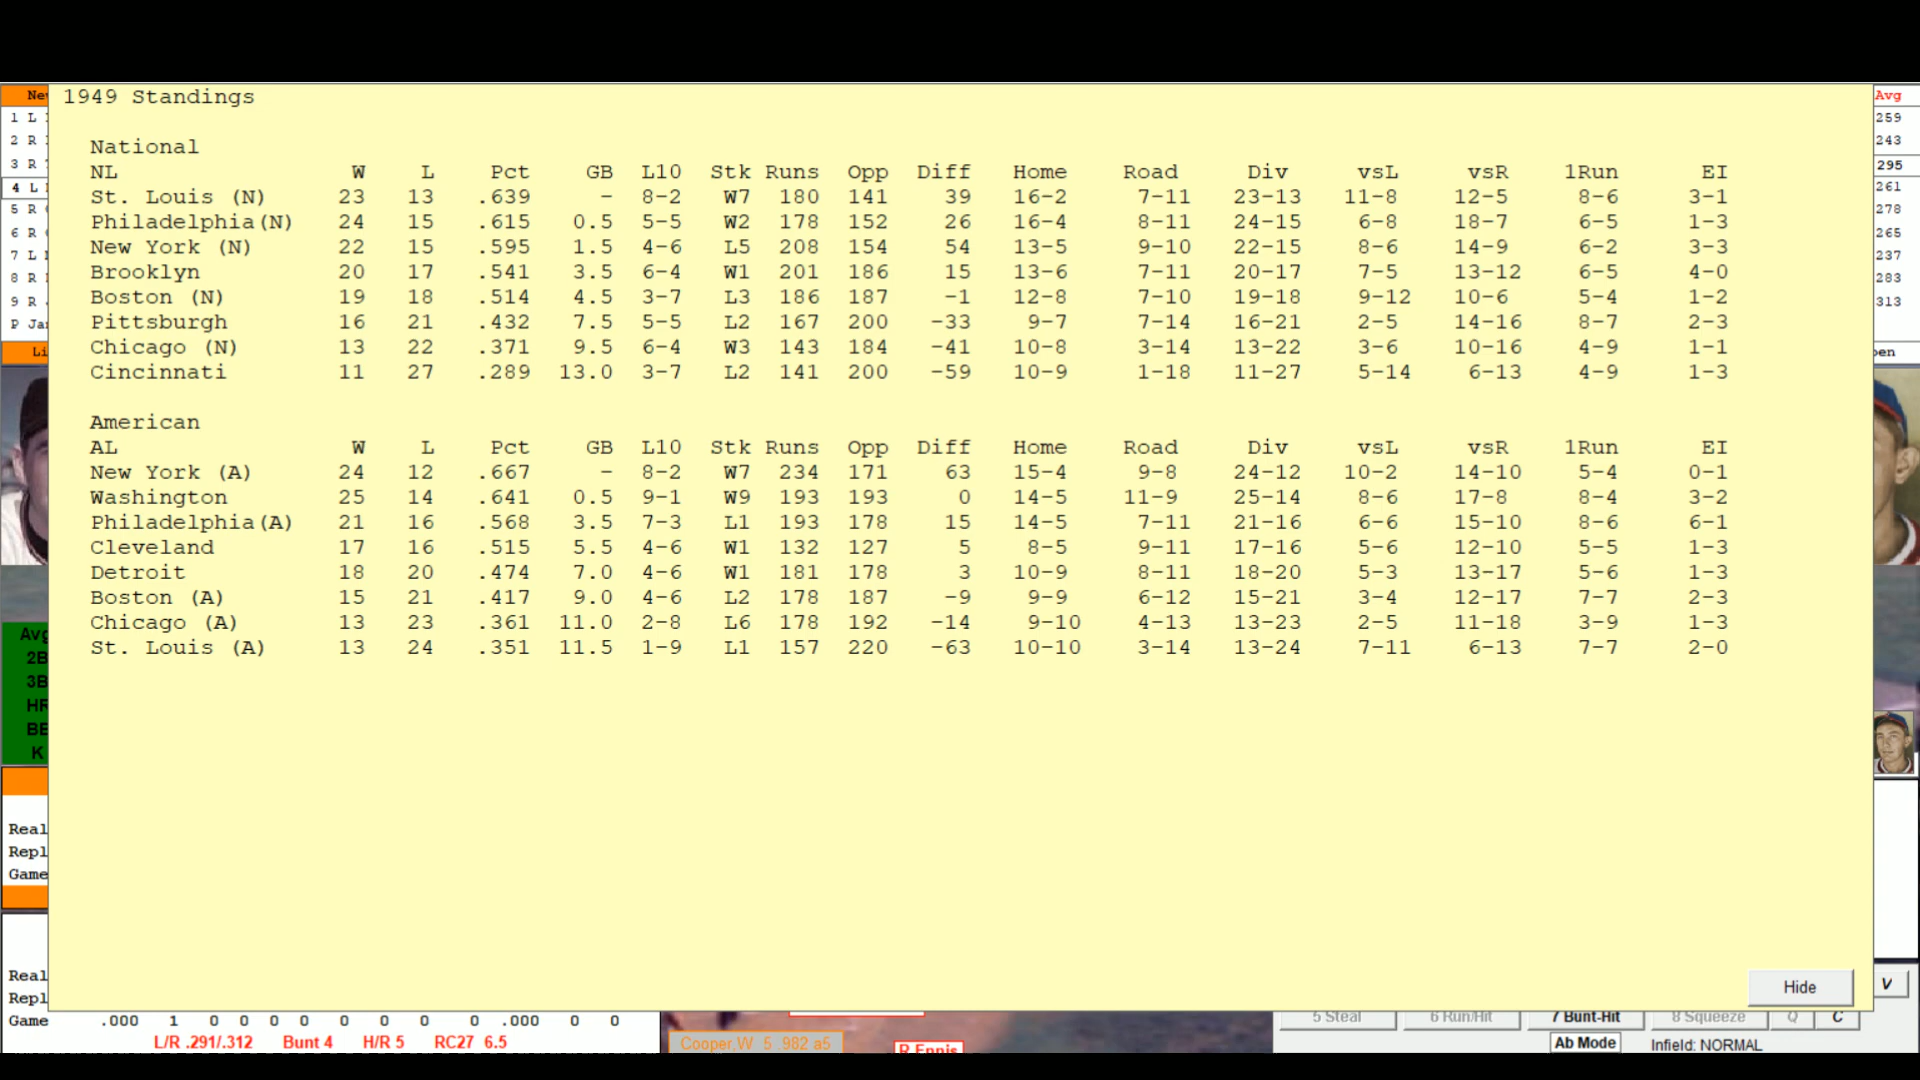 1949 Standings
National
NL W L Pct GB L10 Stk Runs Opp Diff Home Road Div vsL vsR 1Run EI
St. Louis (N) 23 13 .639 - 8-2 W7 180 141 39 16-2 7-11 23-13 11-8 12-5 8-6 3-1
Philadelphia(N) 24 15 .615 0.5 5-5 W2 178 152 26 16-4 8-11 24-15 6-8 18-7 6-5 1-3
New York (N) 22 15 .595 1.5 4-6 L5 208 154 54 13-5 9-10 22-15 8-6 14-9 6-2 3-3
Brooklyn 20 17 .541 3.5 6-4 W1 201 186 15 13-6 7-11 20-17 7-5 13-12 6-5 4-0
Boston (N) 19 18 .514 4.5 3-7 L3 186 187 -1 12-8 7-10 19-18 9-12 10-6 5-4 1-2
Pittsburgh 16 21 .432 7.5 5-5 L2 167 200 -33 9-7 7-14 16-21 2-5 14-16 8-7 2-3
Chicago (N) 13 22 .371 9.5 6-4 W3 143 184 -41 10-8 3-14 13-22 3-6 10-16 4-9 1-1
Cincinnati 11 27 .289 13.0 3-7 L2 141 200 -59 10-9 1-18 11-27 5-14 6-13 4-9 1-3
American
AL W L Pct GB L10 Stk Runs Opp Diff Home Road Div vsL vsR 1Run EI
New York (A) 24 12 .667 - 8-2 W7 234 171 63 15-4 9-8 24-12 10-2 14-10 5-4 0-1
Washington 25 14 .641 0.5 9-1 W9 193 193 0 14-5 11-9 25-14 8-6 17-8 8-4 3-2
Philadelphia(A) 21 16 .568 3.5 7-3 L1 193 178 15 14-5 7-11 21-16 6-6 15-10 8-6 6-1
Cleveland 17 16 .515 5.5 4-6 W1 132 127 5 8-5 9-11 17-16 5-6 12-10 5-5 1-3
Detroit 18 20 .474 7.0 4-6 W1 181 178 3 10-9 8-11 18-20 5-3 13-17 5-6 1-3
Boston (A) 15 21 .417 9.0 4-6 L2 178 187 -9 9-9 6-12 15-21 3-4 12-17 7-7 2-3
Chicago (A) 13 23 .361 11.0 2-8 L6 178 192 -14 9-10 4-13 13-23 2-5 11-18 3-9 1-3
St. Louis (A) 13 24 .351 11.5 1-9 L1 157 220 -63 10-10 3-14 13-24 7-11 6-13 7-7 2-0
Hide
V
Avg
259
243
295
261
278
265
237
283
313
1 L
2 R
3 R
4 L
5 R
6 R
7 L
8 R
9 R
P
Avg
2B
3B
HR
K
Real
Repl
Game
Real
Repl
Game .000 1 0 0 0 0 0 0 0 0 .000 0 0
L/R .291/.312 Bunt 4 H/R 5 RC27 6.5
Cooper,W 5 .982 a5
R Ennis
5 Steal 6 Run/Hit 7 Bunt-Hit 8 Squeeze Q C
Ab Mode Infield: NORMAL